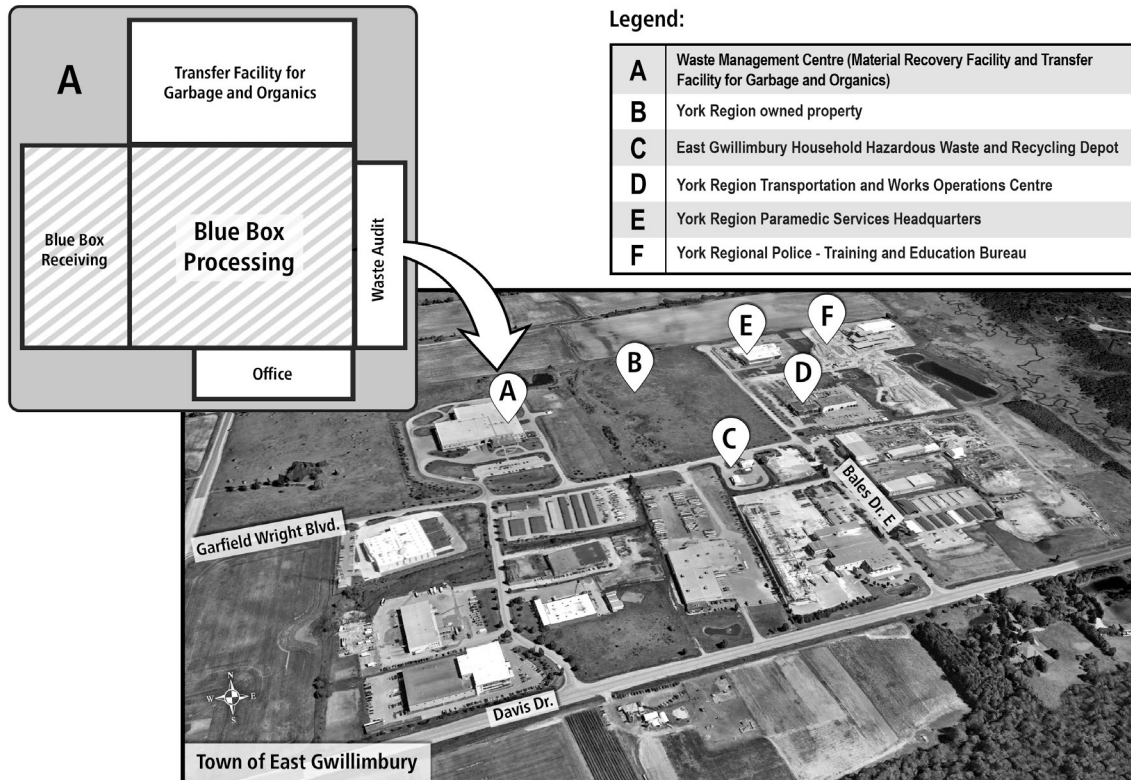 A
Transfer Facility for
Garbage and Organics
Blue Box
Receiving
Blue Box
Processing
Waste Audit
Office
Legend:
A Waste Management Centre (Material Recovery Facility and Transfer
Facility for Garbage and Organics)
B York Region owned property
C East Gwillimbury Household Hazardous Waste and Recycling Depot
D York Region Transportation and Works Operations Centre
E York Region Paramedic Services Headquarters
F York Regional Police - Training and Education Bureau
E
F
B
A
D
C
Bales Dr. E
Garfield Wright Blvd.
Davis Dr.
N
W E
S
Town of East Gwillimbury